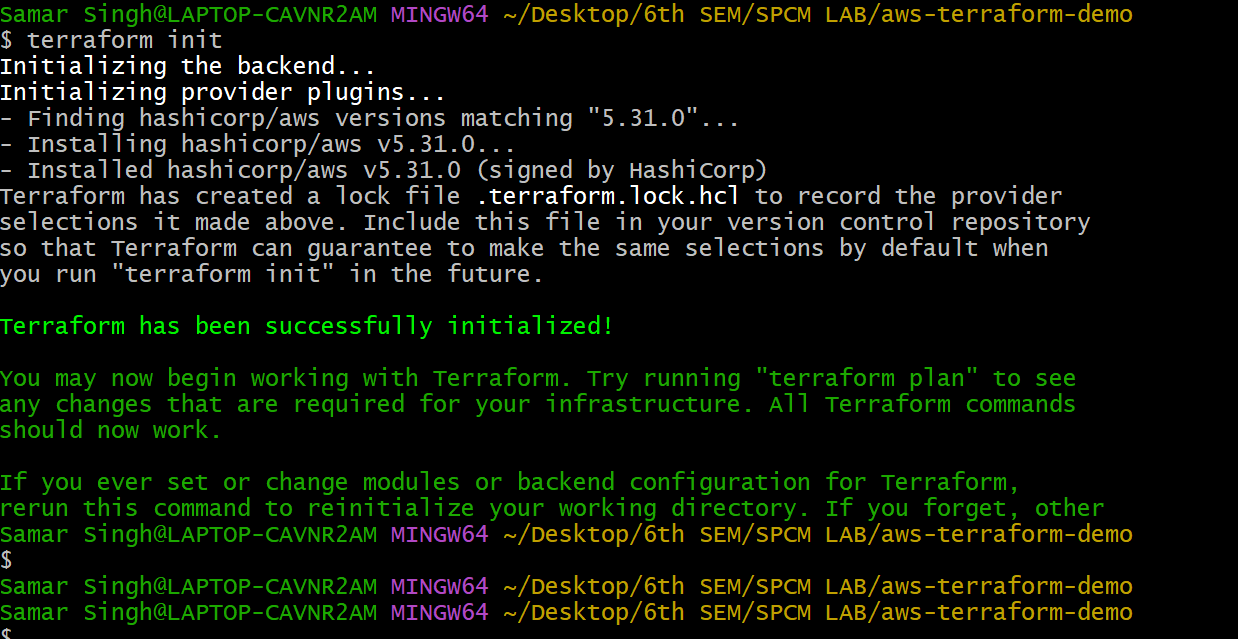 Samar Singh@LAPTOP-CAVNR2AM MINGW64 ~/Desktop/6th SEM/SPCM LAB/aws-terraform-demo
$ terraform init
Initializing the backend...
Initializing provider plugins...
- Finding hashicorp/aws versions matching "5.31.0"...
- Installing hashicorp/aws v5.31.0...
- Installed hashicorp/aws v5.31.0 (signed by HashiCorp)
Terraform has created a lock file .terraform.lock.hcl to record the provider
selections it made above. Include this file in your version control repository
so that Terraform can guarantee to make the same selections by default when
you run "terraform init" in the future.

Terraform has been successfully initialized!

You may now begin working with Terraform. Try running "terraform plan" to see
any changes that are required for your infrastructure. All Terraform commands
should now work.

If you ever set or change modules or backend configuration for Terraform,
rerun this command to reinitialize your working directory. If you forget, other
Samar Singh@LAPTOP-CAVNR2AM MINGW64 ~/Desktop/6th SEM/SPCM LAB/aws-terraform-demo
$
Samar Singh@LAPTOP-CAVNR2AM MINGW64 ~/Desktop/6th SEM/SPCM LAB/aws-terraform-demo
Samar Singh@LAPTOP-CAVNR2AM MINGW64 ~/Desktop/6th SEM/SPCM LAB/aws-terraform-demo
$